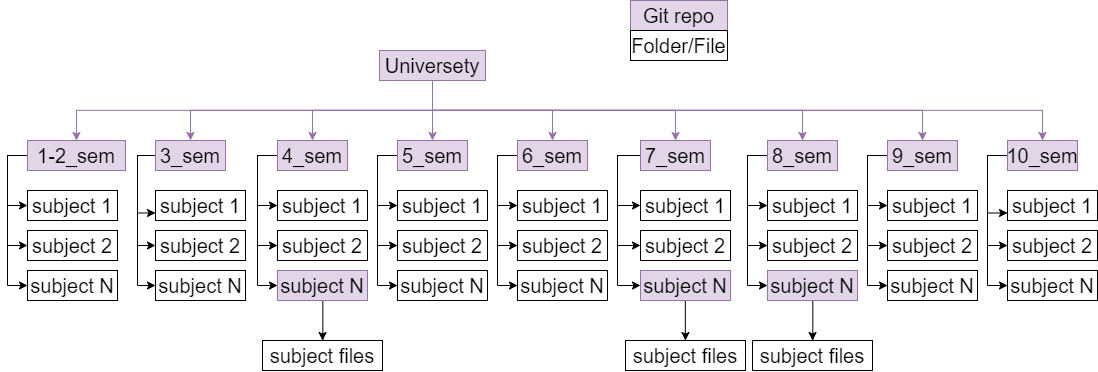 Git repo
Folder/File
Universety
1-2_sem 3_sem 4_sem 5_sem 6_sem 7_sem 8_sem 9_sem 10_sem
subject 1 subject 1 subject 1 subject 1 subject 1 subject 1 subject 1 subject 1 subject 1
subject 2 subject 2 subject 2 subject 2 subject 2 subject 2 subject 2 subject 2 subject 2
subject N subject N subject N subject N subject N subject N subject N subject N subject N
subject files subject files subject files